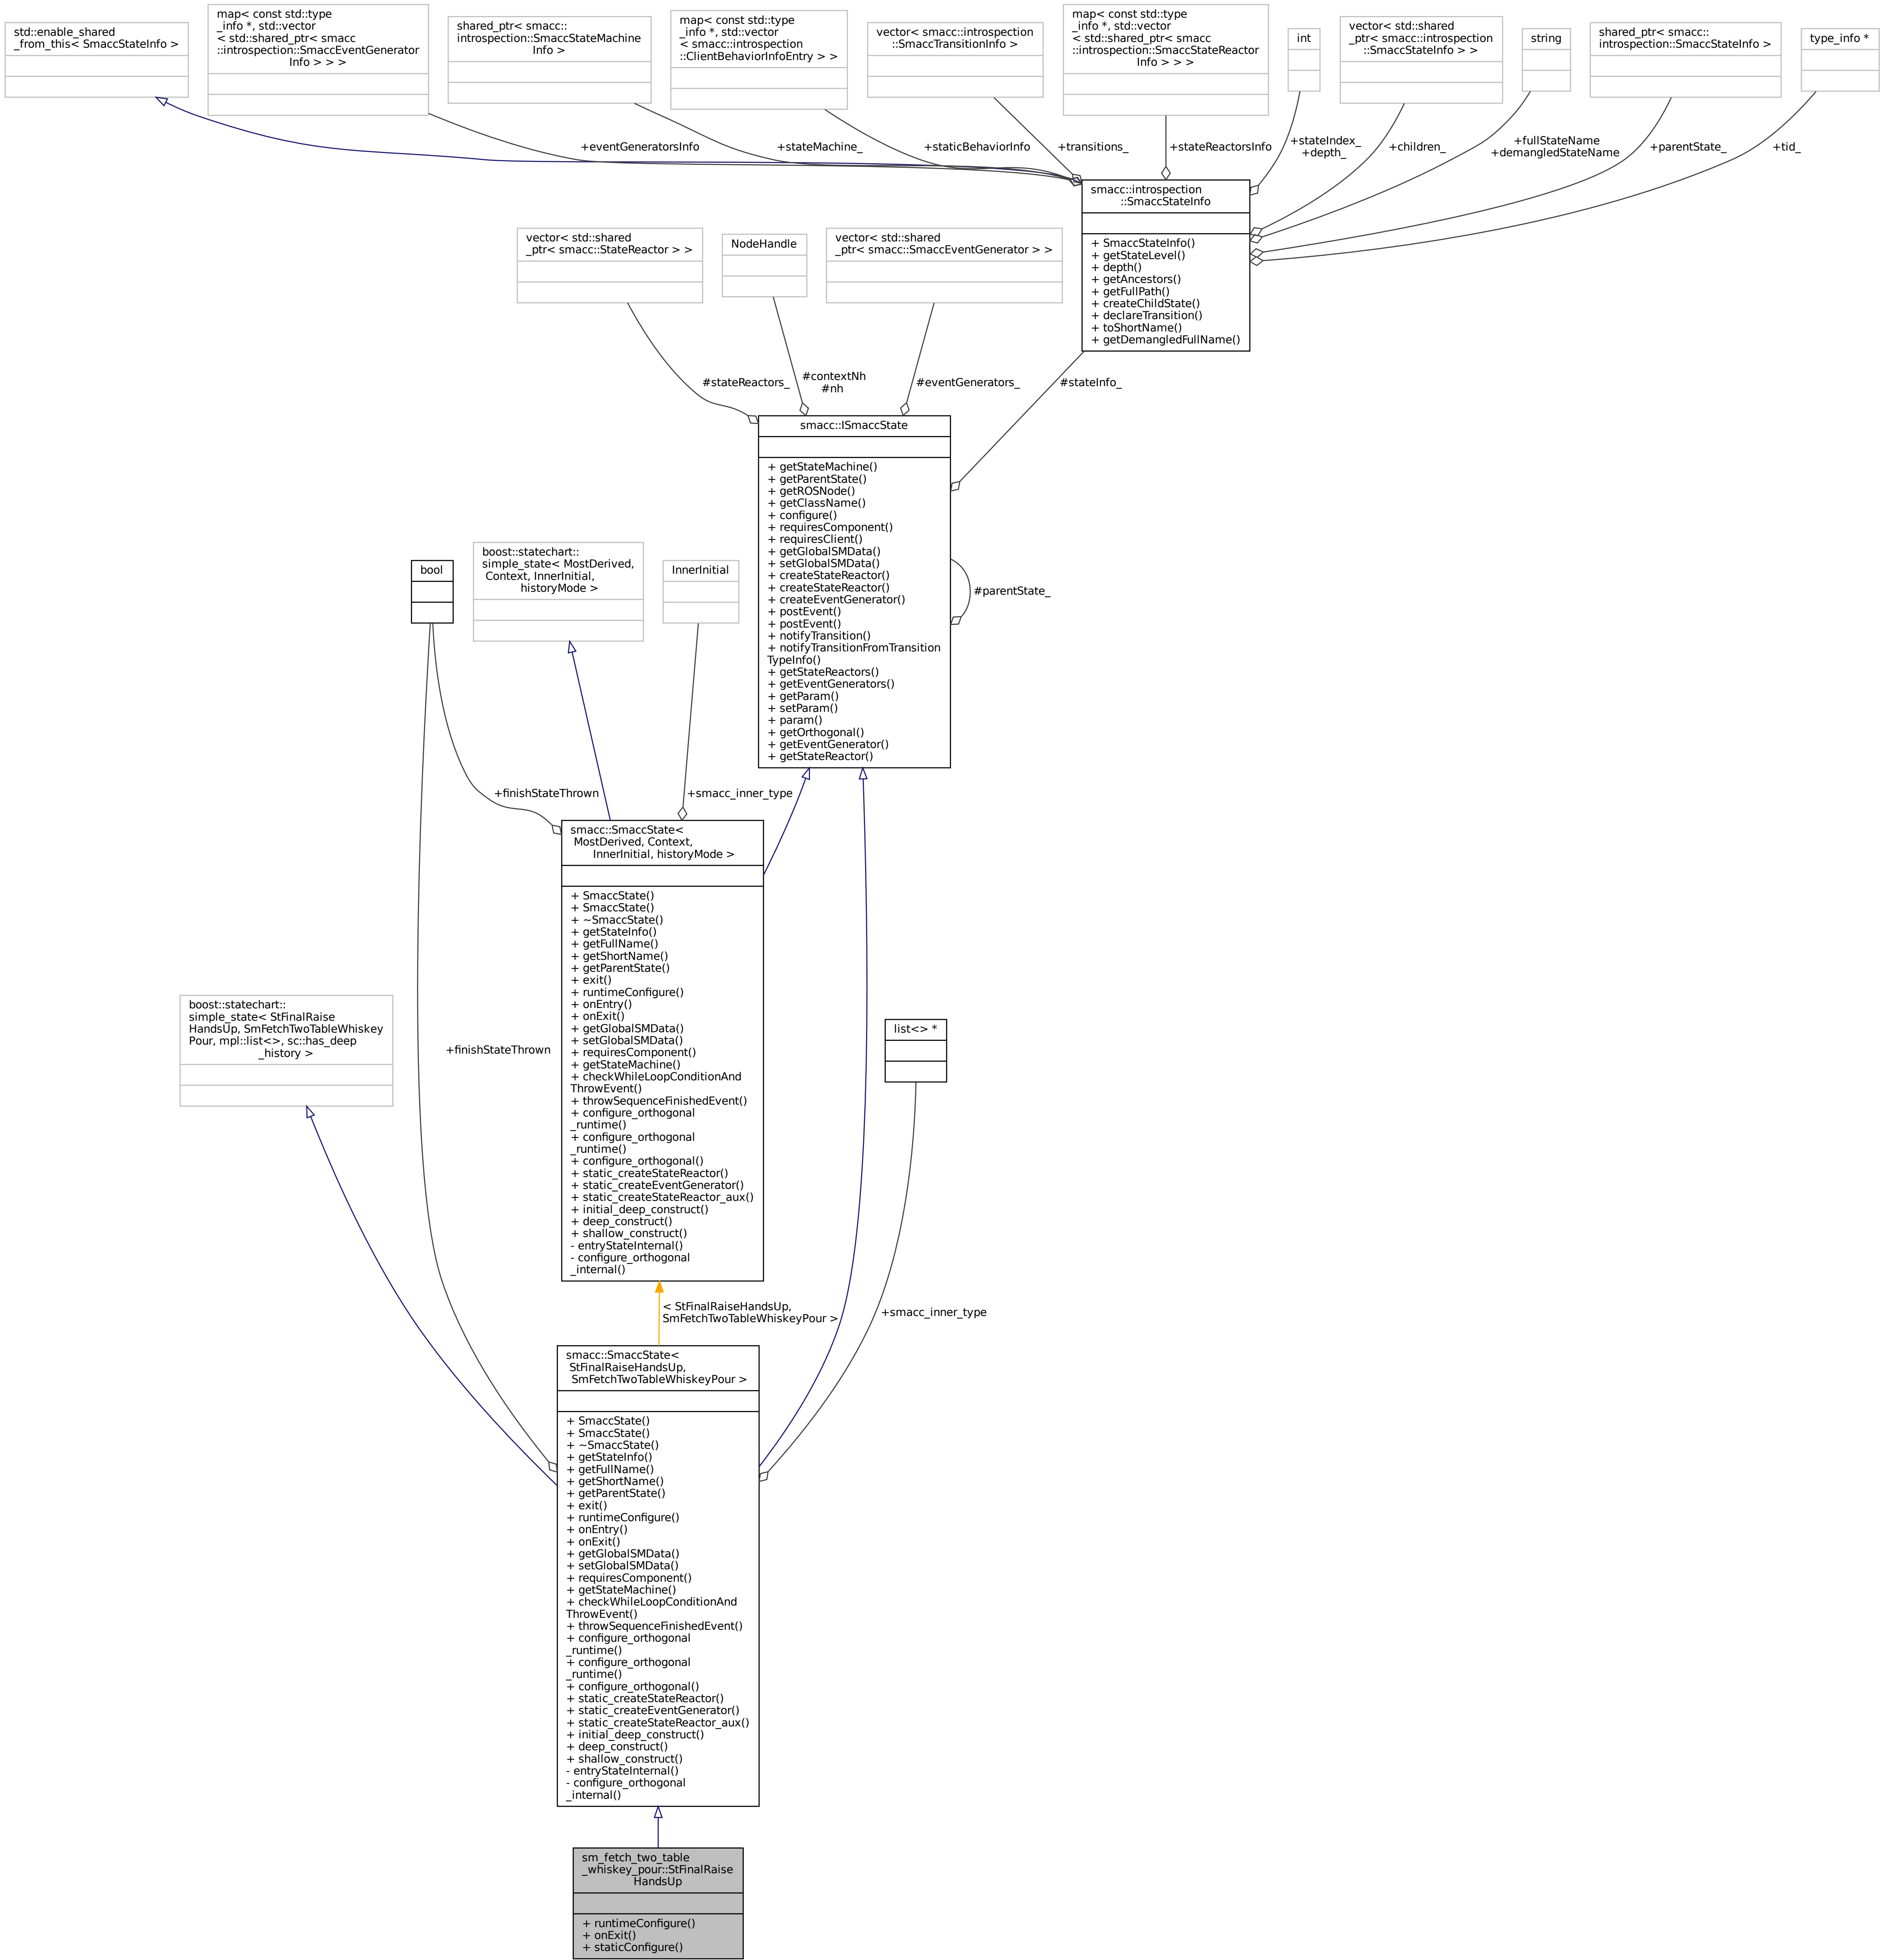 std::enable_shared
_from_this< SmaccStateInfo >
map< const std::type
_info *, std::vector
< std::shared_ptr< smacc
::introspection::SmaccEventGenerator
Info > > >
shared_ptr< smacc::
introspection::SmaccStateMachine
Info >
map< const std::type
_info *, std::vector
< smacc::introspection
::ClientBehaviorInfoEntry > >
vector< smacc::introspection
::SmaccTransitionInfo >
map< const std::type
_info *, std::vector
< std::shared_ptr< smacc
::introspection::SmaccStateReactor
Info > > >
int
vector< std::shared
_ptr< smacc::introspection
::SmaccStateInfo > >
string
shared_ptr< smacc::
introspection::SmaccStateInfo >
type_info *
+eventGeneratorsInfo
+stateMachine_
+staticBehaviorInfo
+transitions_
+stateReactorsInfo
+stateIndex_
+depth_
+children_
+fullStateName
+demangledStateName
+parentState_
+tid_
smacc::introspection
::SmaccStateInfo
+ SmaccStateInfo()
+ getStateLevel()
+ depth()
+ getAncestors()
+ getFullPath()
+ createChildState()
+ declareTransition()
+ toShortName()
+ getDemangledFullName()
vector< std::shared
_ptr< smacc::StateReactor > >
NodeHandle
vector< std::shared
_ptr< smacc::SmaccEventGenerator > >
#stateReactors_
#contextNh
#nh
#eventGenerators_
#stateInfo_
smacc::ISmaccState
+ getStateMachine()
+ getParentState()
+ getROSNode()
+ getClassName()
+ configure()
+ requiresComponent()
+ requiresClient()
+ getGlobalSMData()
+ setGlobalSMData()
+ createStateReactor()
+ createStateReactor()
+ createEventGenerator()
+ postEvent()
+ postEvent()
+ notifyTransition()
+ notifyTransitionFromTransition
TypeInfo()
+ getStateReactors()
+ getEventGenerators()
+ getParam()
+ setParam()
+ param()
+ getOrthogonal()
+ getEventGenerator()
+ getStateReactor()
#parentState_
bool
boost::statechart::
simple_state< MostDerived,
Context, InnerInitial,
historyMode >
InnerInitial
+finishStateThrown
+smacc_inner_type
smacc::SmaccState<
MostDerived, Context,
InnerInitial, historyMode >
+ SmaccState()
+ SmaccState()
+ ~SmaccState()
+ getStateInfo()
+ getFullName()
+ getShortName()
+ getParentState()
+ exit()
+ runtimeConfigure()
+ onEntry()
+ onExit()
+ getGlobalSMData()
+ setGlobalSMData()
+ requiresComponent()
+ getStateMachine()
+ checkWhileLoopConditionAnd
ThrowEvent()
+ throwSequenceFinishedEvent()
+ configure_orthogonal
_runtime()
+ configure_orthogonal
_runtime()
+ configure_orthogonal()
+ static_createStateReactor()
+ static_createEventGenerator()
+ static_createStateReactor_aux()
+ initial_deep_construct()
+ deep_construct()
+ shallow_construct()
- entryStateInternal()
- configure_orthogonal
_internal()
boost::statechart::
simple_state< StFinalRaise
HandsUp, SmFetchTwoTableWhiskey
Pour, mpl::list<>, sc::has_deep
_history >
+finishStateThrown
list<> *
< StFinalRaiseHandsUp,
SmFetchTwoTableWhiskeyPour >
+smacc_inner_type
smacc::SmaccState<
StFinalRaiseHandsUp,
SmFetchTwoTableWhiskeyPour >
+ SmaccState()
+ SmaccState()
+ ~SmaccState()
+ getStateInfo()
+ getFullName()
+ getShortName()
+ getParentState()
+ exit()
+ runtimeConfigure()
+ onEntry()
+ onExit()
+ getGlobalSMData()
+ setGlobalSMData()
+ requiresComponent()
+ getStateMachine()
+ checkWhileLoopConditionAnd
ThrowEvent()
+ throwSequenceFinishedEvent()
+ configure_orthogonal
_runtime()
+ configure_orthogonal
_runtime()
+ configure_orthogonal()
+ static_createStateReactor()
+ static_createEventGenerator()
+ static_createStateReactor_aux()
+ initial_deep_construct()
+ deep_construct()
+ shallow_construct()
- entryStateInternal()
- configure_orthogonal
_internal()
sm_fetch_two_table
_whiskey_pour::StFinalRaise
HandsUp
+ runtimeConfigure()
+ onExit()
+ staticConfigure()